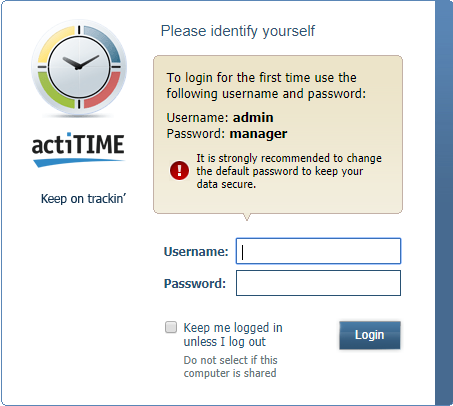 Please identify yourself
To login for the first time use the
following username and password:
Username: admin
Password: manager
It is strongly recommended to change
the default password to keep your
data secure.
actiTIME
Keep on trackin’
Username:
Password:
Keep me logged in
unless I log out
Do not select if this
computer is shared
Login